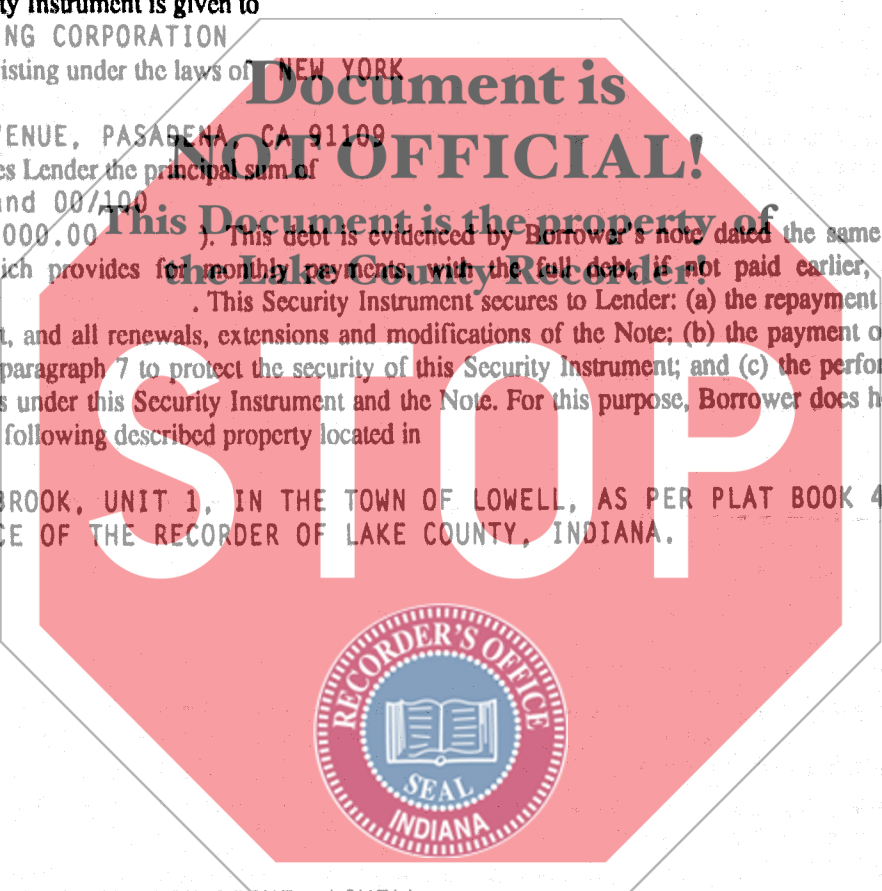 ty Instrument is given to
NG CORPORATION
isting under the laws of NEW YORK
Document is
ENUE, PASADENA, CA 91109
NOT OFFICIAL!
es Lender the principal sum of
nd 00/100
This Document is the property of
000.00 ). This debt is evidenced by Borrower's note dated the same
ich provides for monthly payments, with the full debt, if not paid earlier,
the Lake County Recorder!
. This Security Instrument secures to Lender: (a) the repayment
t, and all renewals, extensions and modifications of the Note; (b) the payment o
paragraph 7 to protect the security of this Security Instrument; and (c) the perfor
s under this Security Instrument and the Note. For this purpose, Borrower does h
following described property located in
STOP
BROOK, UNIT 1, IN THE TOWN OF LOWELL, AS PER PLAT BOOK 4
CE OF THE RECORDER OF LAKE COUNTY, INDIANA.
RECORDER'S OFFICE
SEAL
INDIANA